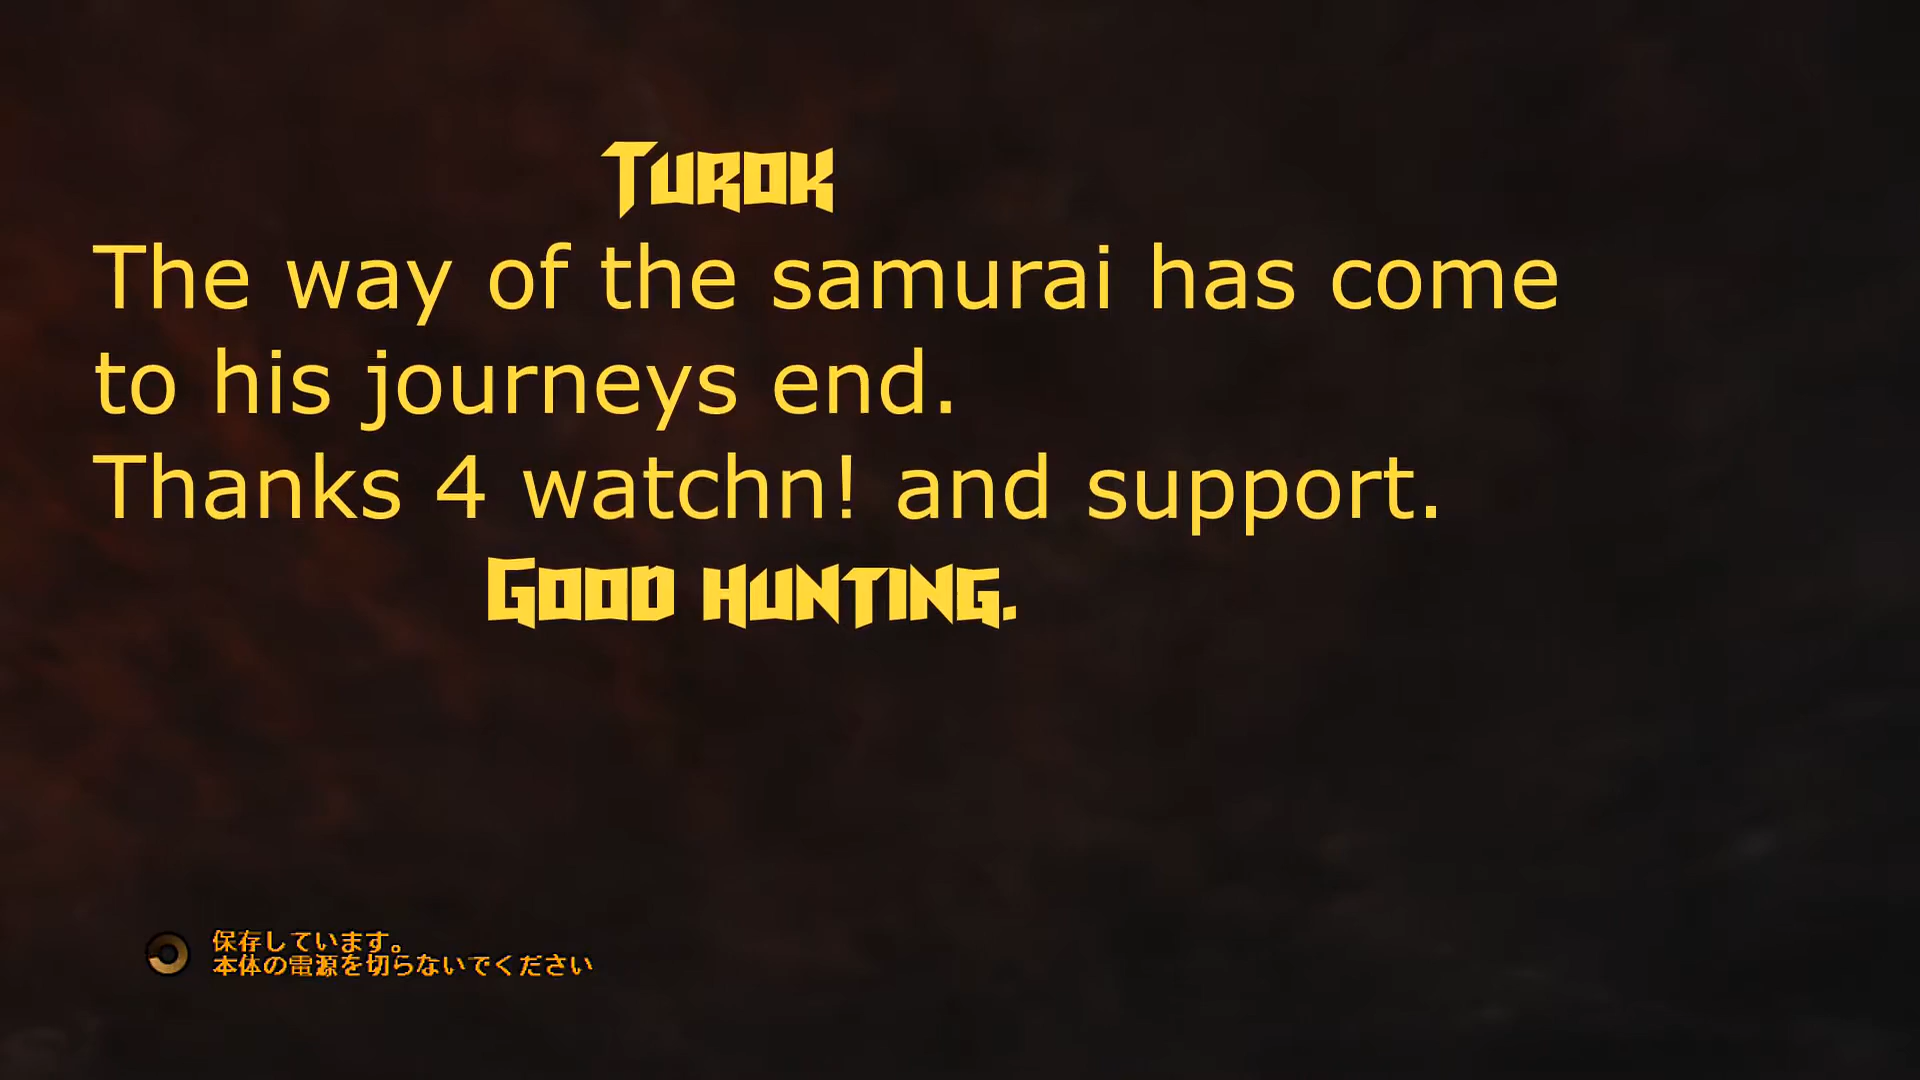 Turok
The way of the samurai has come
to his journeys end.
Thanks 4 watchn! and support.
Good hunting.
保存しています。
本体の電源を切らないでください